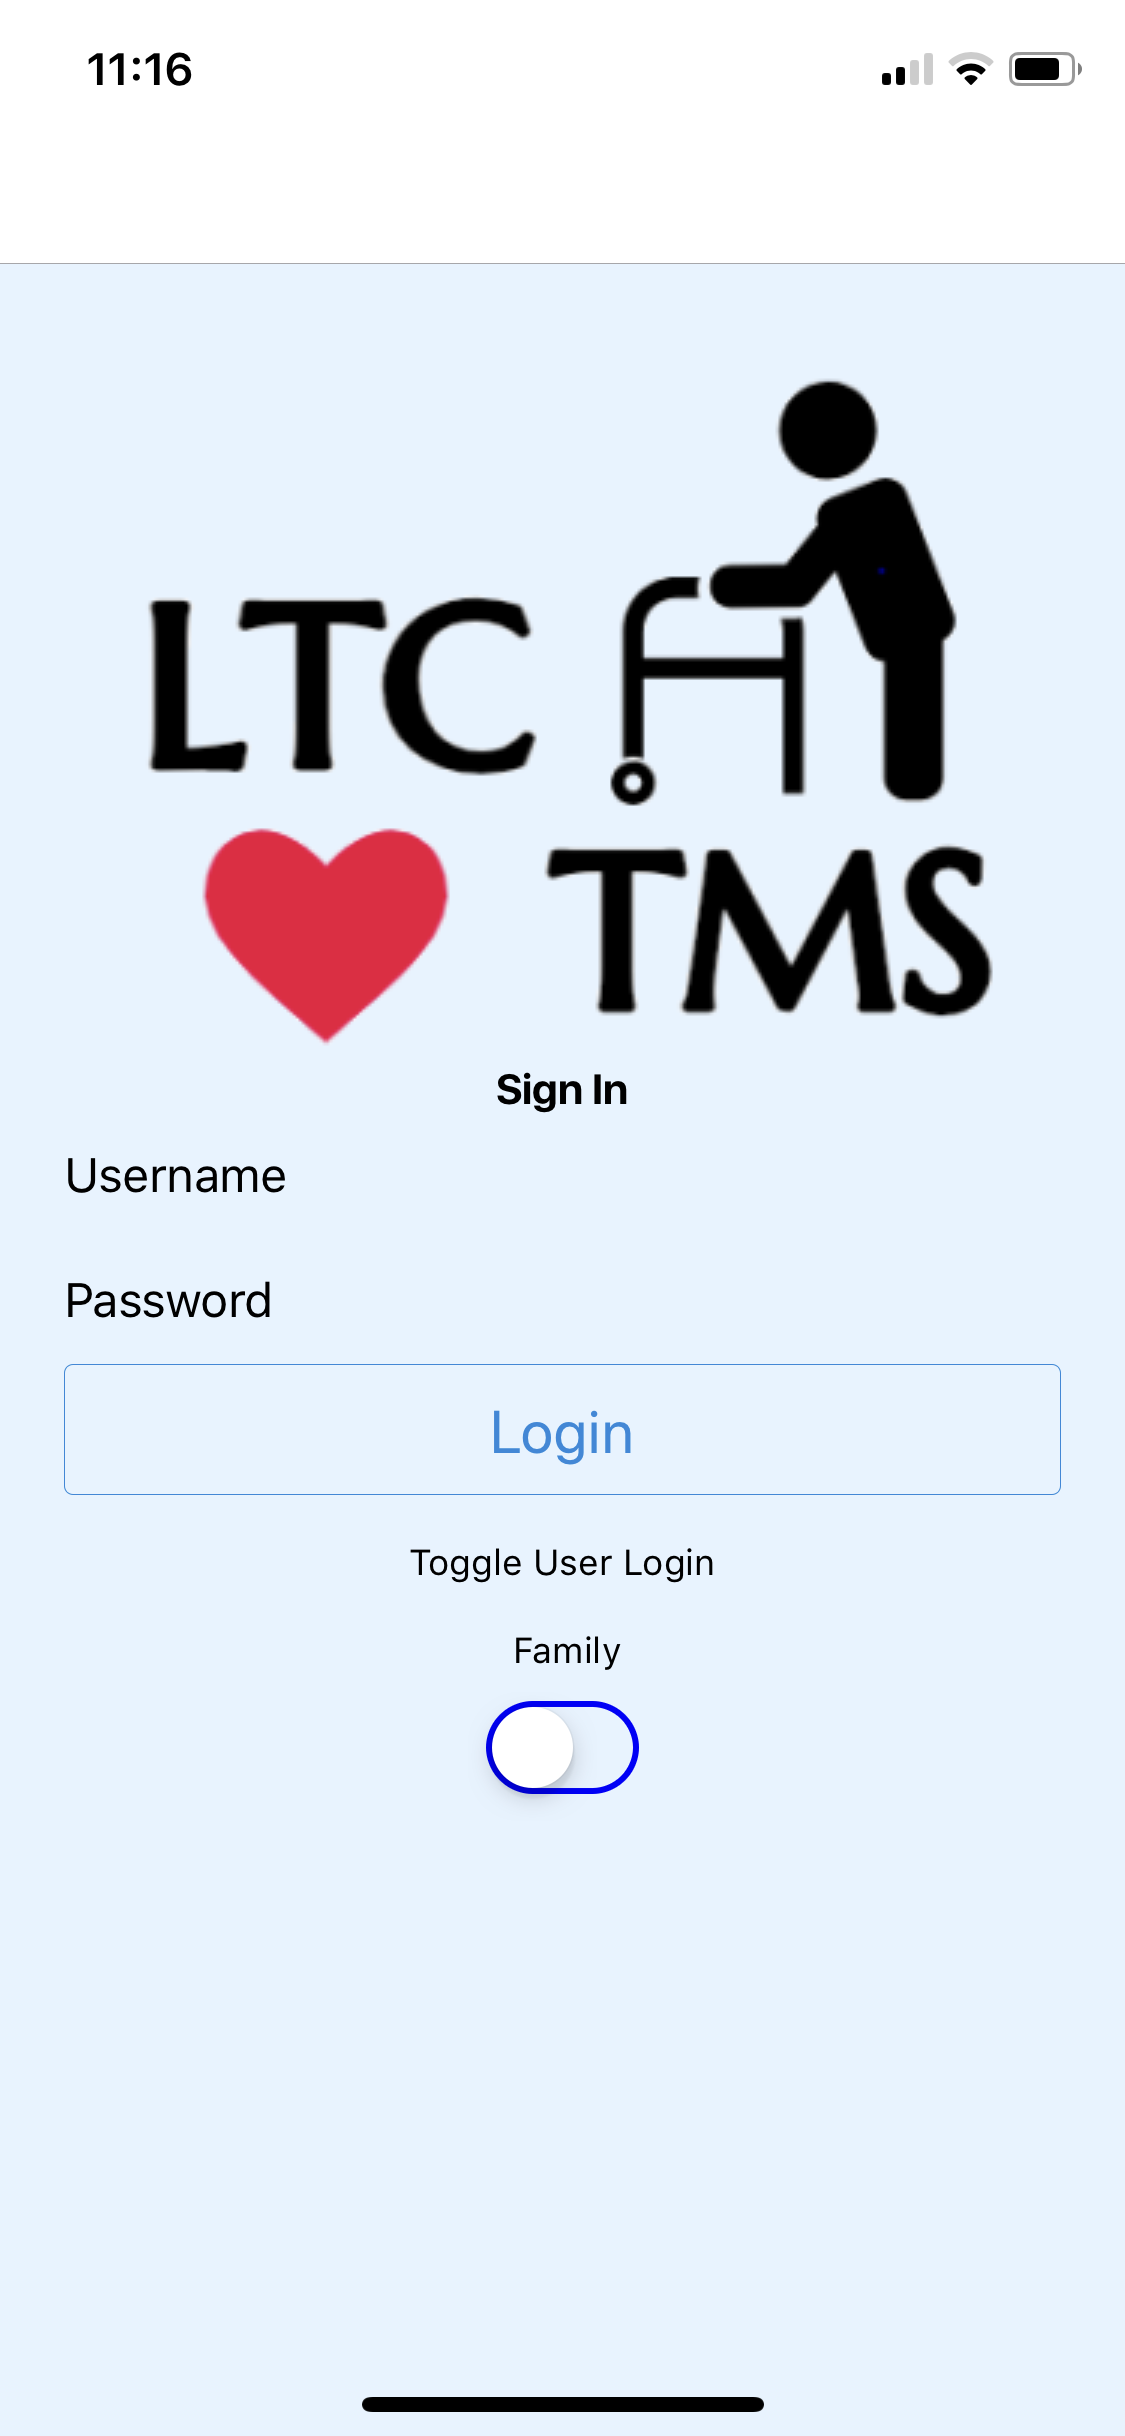 11:16
LTC
TMS
Sign In
Username
Password
Login
Toggle User Login
Family